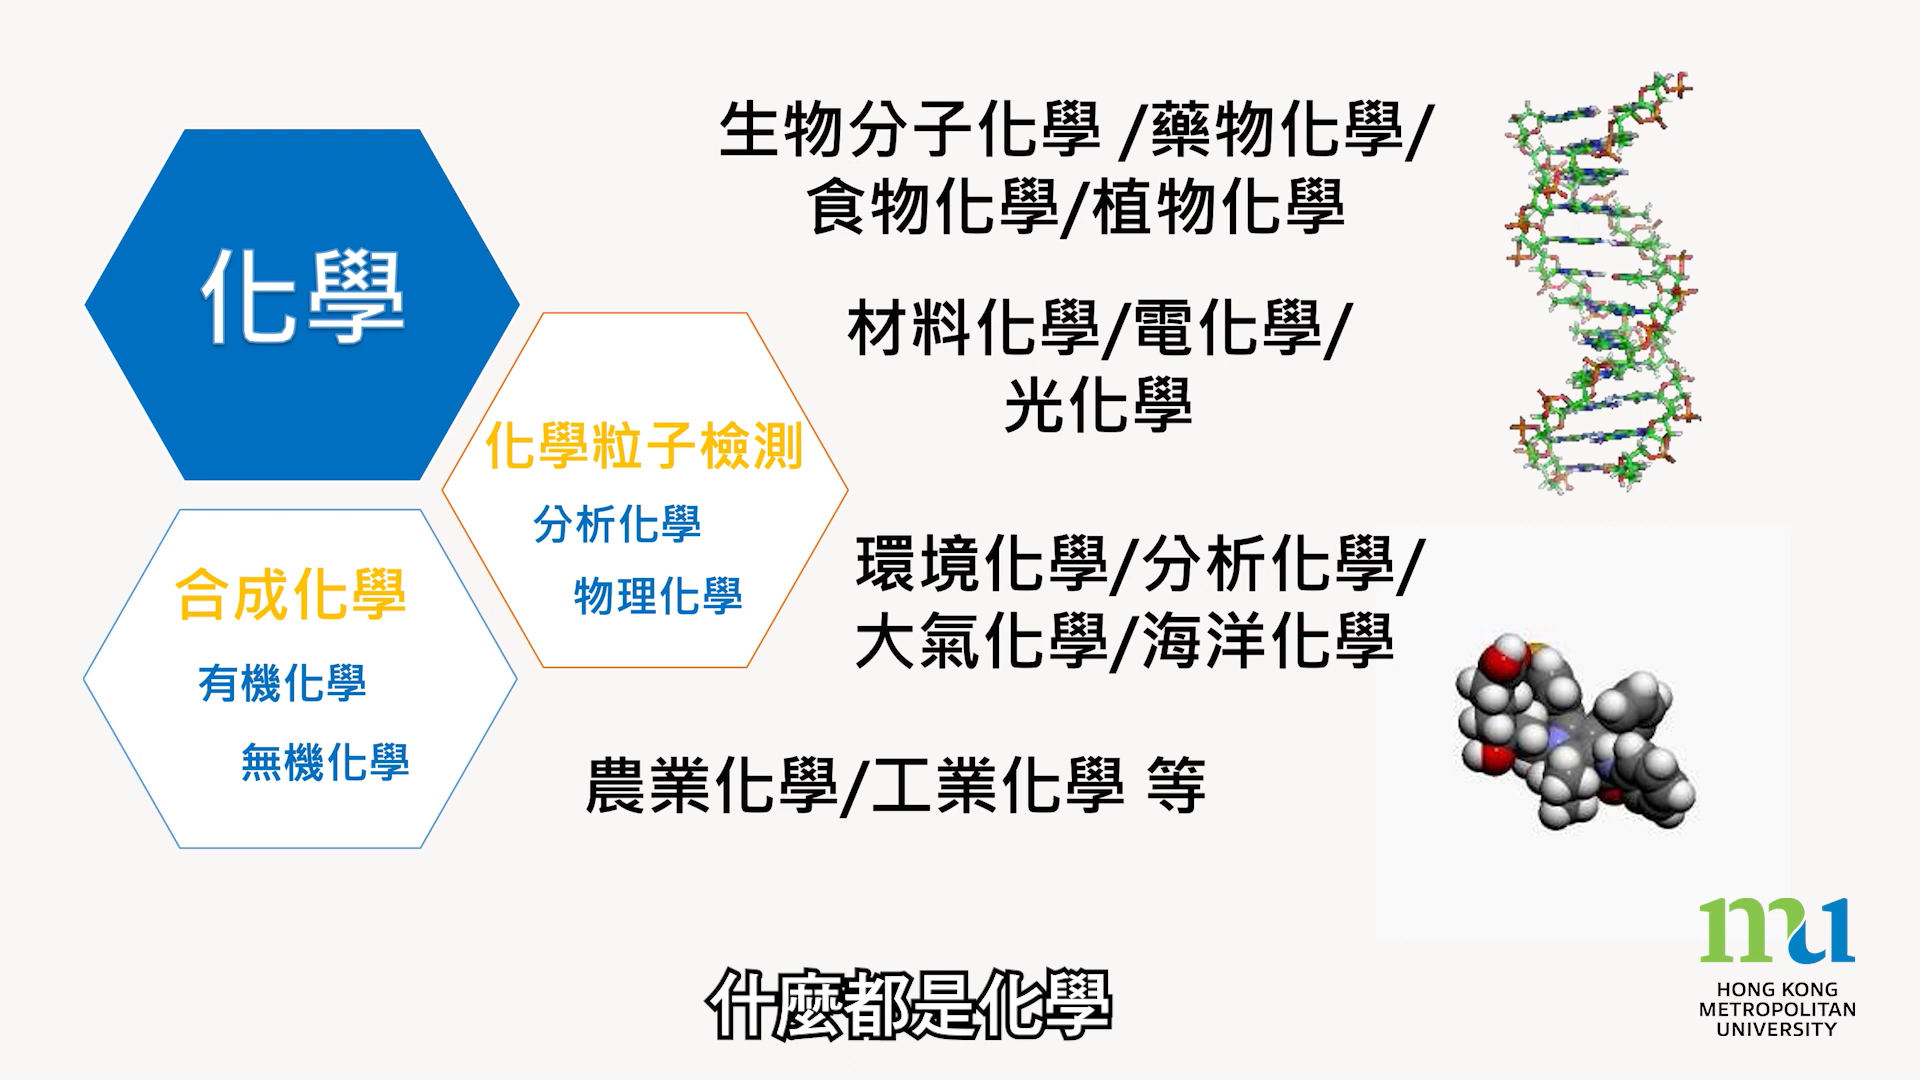 化學
化學粒子檢測
分析化學
物理化學
合成化學
有機化學
無機化學
生物分子化學 /藥物化學/
食物化學/植物化學
材料化學/電化學/
光化學
環境化學/分析化學/
大氣化學/海洋化學
農業化學/工業化學 等
什麼都是化學
mu
HONG KONG
METROPOLITAN
UNIVERSITY